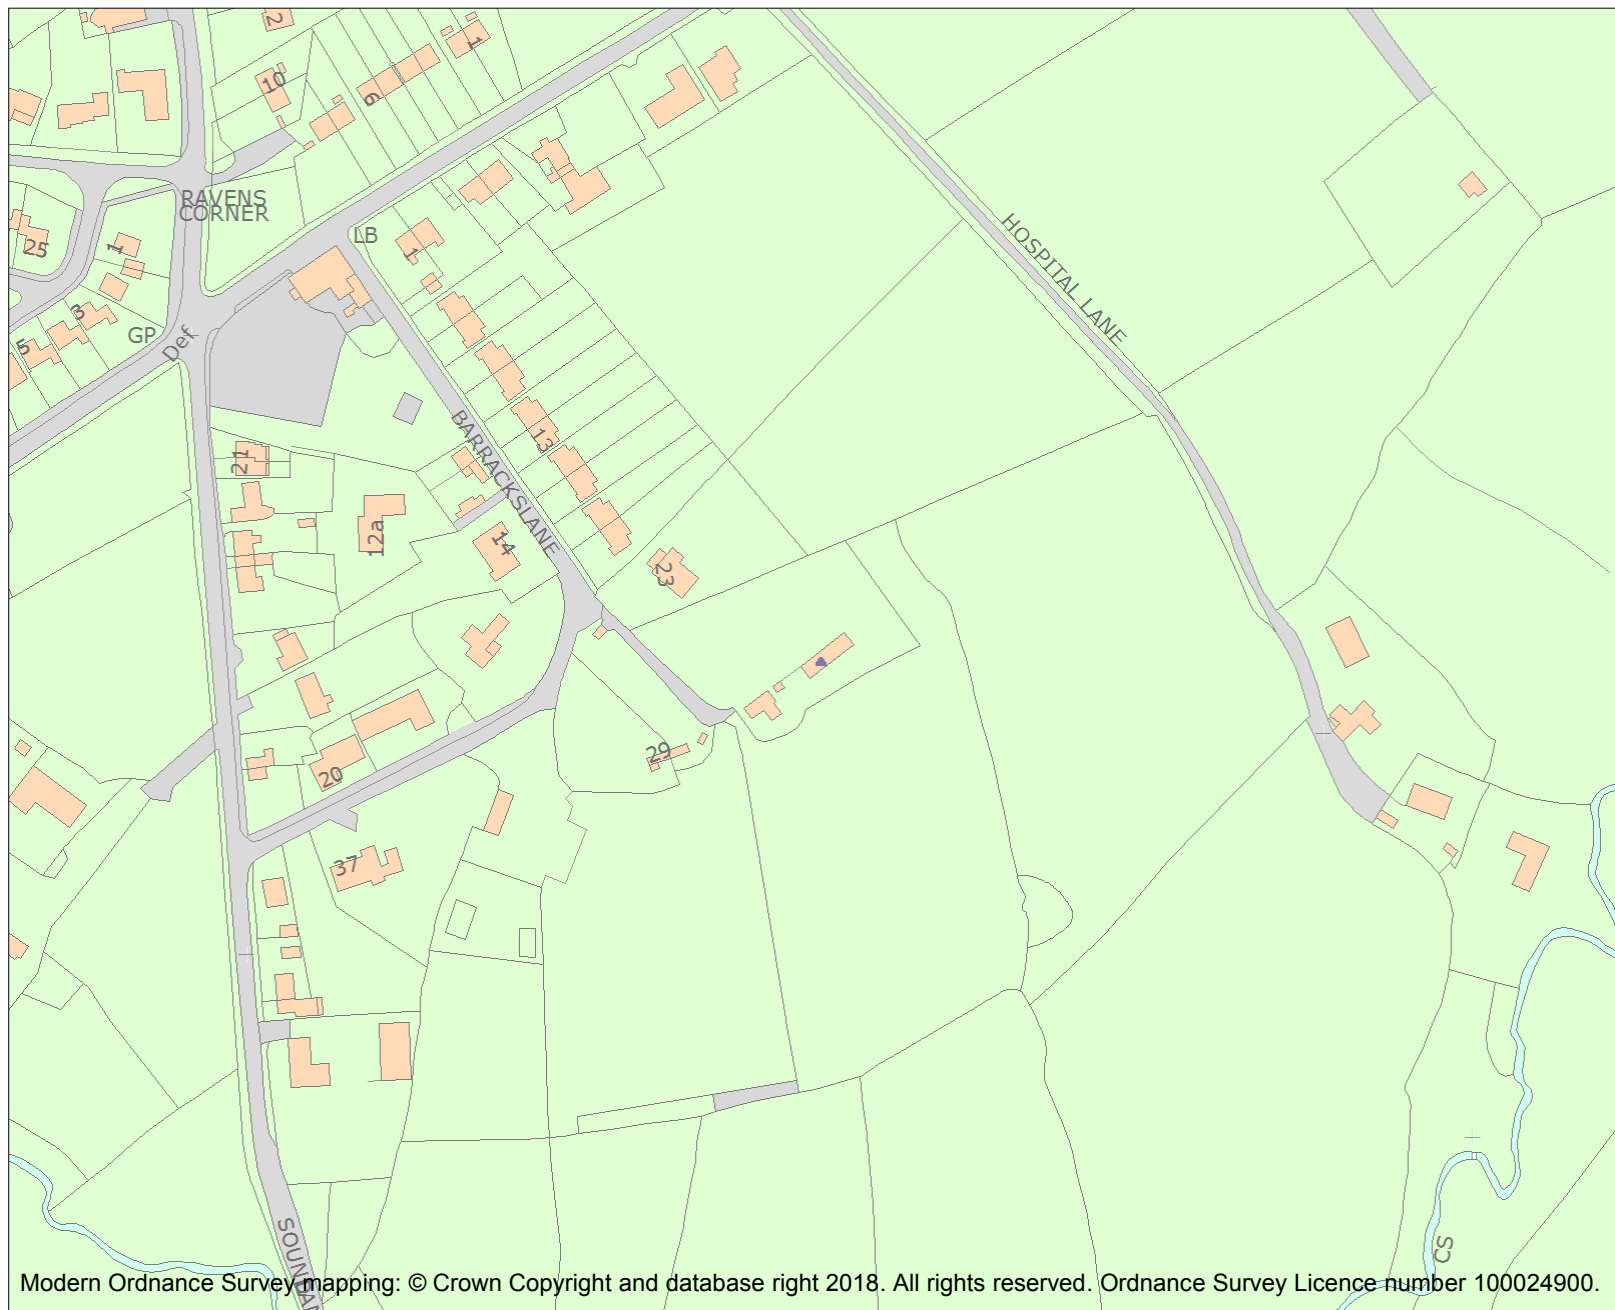 2
1
10
6
RAVENS
CORNER
LB
25
1
1
HOSPITAL LANE
3
GP
Def
5
BARRACKSLANE
13
21
12a
14
23
29
20
37
CS
Modern Ordnance Survey mapping: © Crown Copyright and database right 2018. All rights reserved. Ordnance Survey Licence number 100024900.